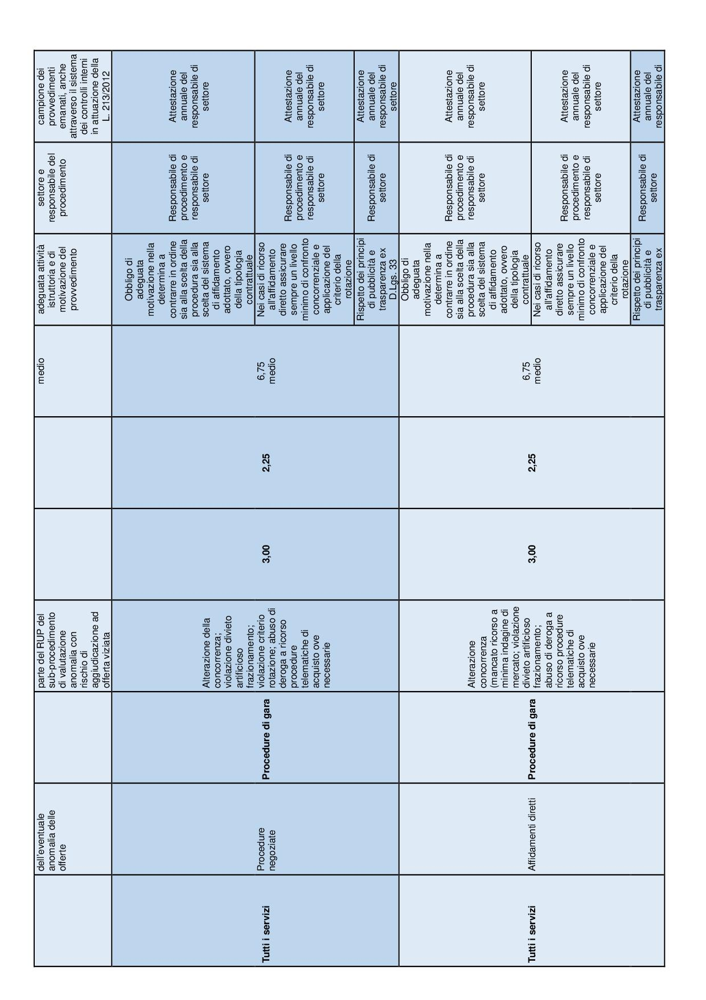 dell'eventuale
anomalia delle
offerte
parte del RUP del
sub-procedimento
di valutazione
anomalia con
rischio di
aggiudicazione ad
offerta viziata
medio
adeguata attività
istruttoria e di
motivazione del
provvedimento
settore e
responsabile del
procedimento
campione dei
provvedimenti
emanati, anche
attraverso il sistema
dei controlli interni
in attuazione della
L. 213/2012
Tutti i servizi
Procedure
negoziate
Procedure di gara
Alterazione della
concorrenza;
violazione divieto
artificioso
frazionamento;
violazione criterio
rotazione; abuso di
deroga a ricorso
procedure
telematiche di
acquisto ove
necessarie
3,00
2,25
6,75
medio
Obbligo di
adeguata
motivazione nella
determina a
contrarre in ordine
sia alla scelta della
procedura sia alla
scelta del sistema
di affidamento
adottato, ovvero
della tipologia
contrattuale
Responsabile di
procedimento e
responsabile di
settore
Attestazione
annuale del
responsabile di
settore
Nei casi di ricorso
all'affidamento
diretto assicurare
sempre un livello
minimo di confronto
concorrenziale e
applicazione del
criterio della
rotazione
Responsabile di
procedimento e
responsabile di
settore
Attestazione
annuale del
responsabile di
settore
Rispetto dei principi
di pubblicità e
trasparenza ex
D.Lgs. 33
Responsabile di
settore
Attestazione
annuale del
responsabile di
settore
Tutti i servizi
Affidamenti diretti
Procedure di gara
Alterazione
concorrenza
(mancato ricorso a
minima indagine di
mercato; violazione
divieto artificioso
frazionamento;
abuso di deroga a
ricorso procedure
telematiche di
acquisto ove
necessarie
3,00
2,25
6,75
medio
Obbligo di
adeguata
motivazione nella
determina a
contrarre in ordine
sia alla scelta della
procedura sia alla
scelta del sistema
di affidamento
adottato, ovvero
della tipologia
contrattuale
Responsabile di
procedimento e
responsabile di
settore
Attestazione
annuale del
responsabile di
settore
Nei casi di ricorso
all'affidamento
diretto assicurare
sempre un livello
minimo di confronto
concorrenziale e
applicazione del
criterio della
rotazione
Responsabile di
procedimento e
responsabile di
settore
Attestazione
annuale del
responsabile di
settore
Rispetto dei principi
di pubblicità e
trasparenza ex
Responsabile di
settore
Attestazione
annuale del
responsabile di